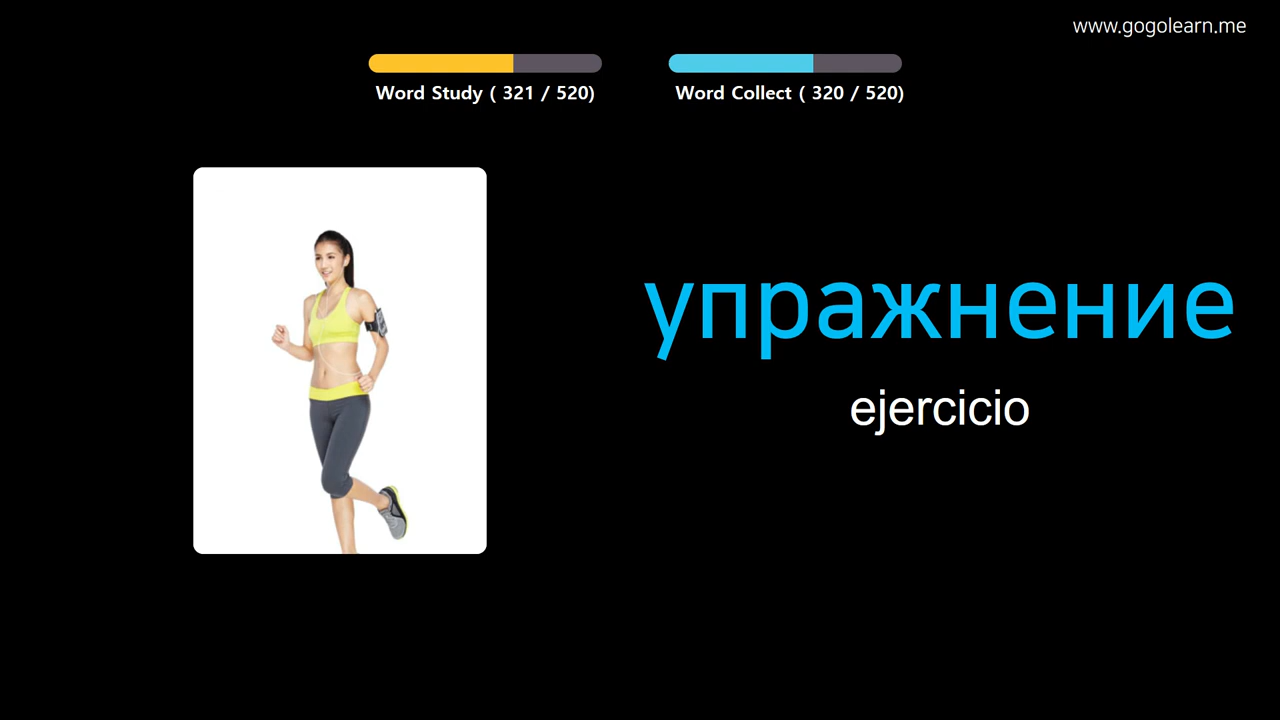 www.gogolearn.me
Word Study ( 321 / 520)
Word Collect ( 320 / 520)
упражнение
ejercicio